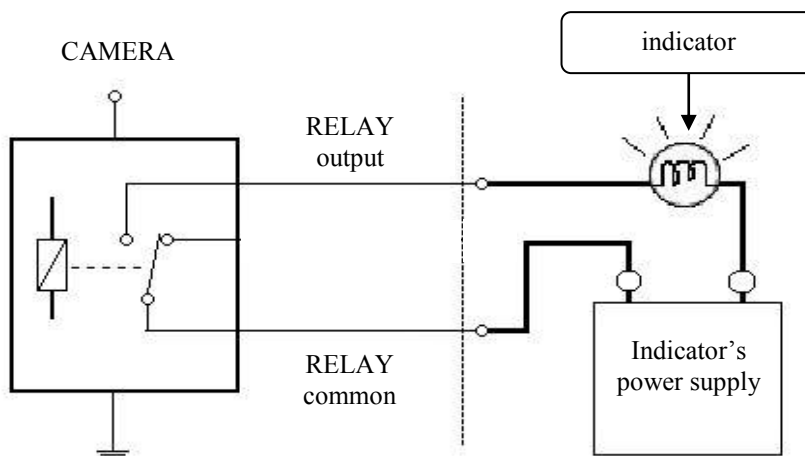 indicator
CAMERA
RELAY
output
RELAY
common
Indicator’s
power supply